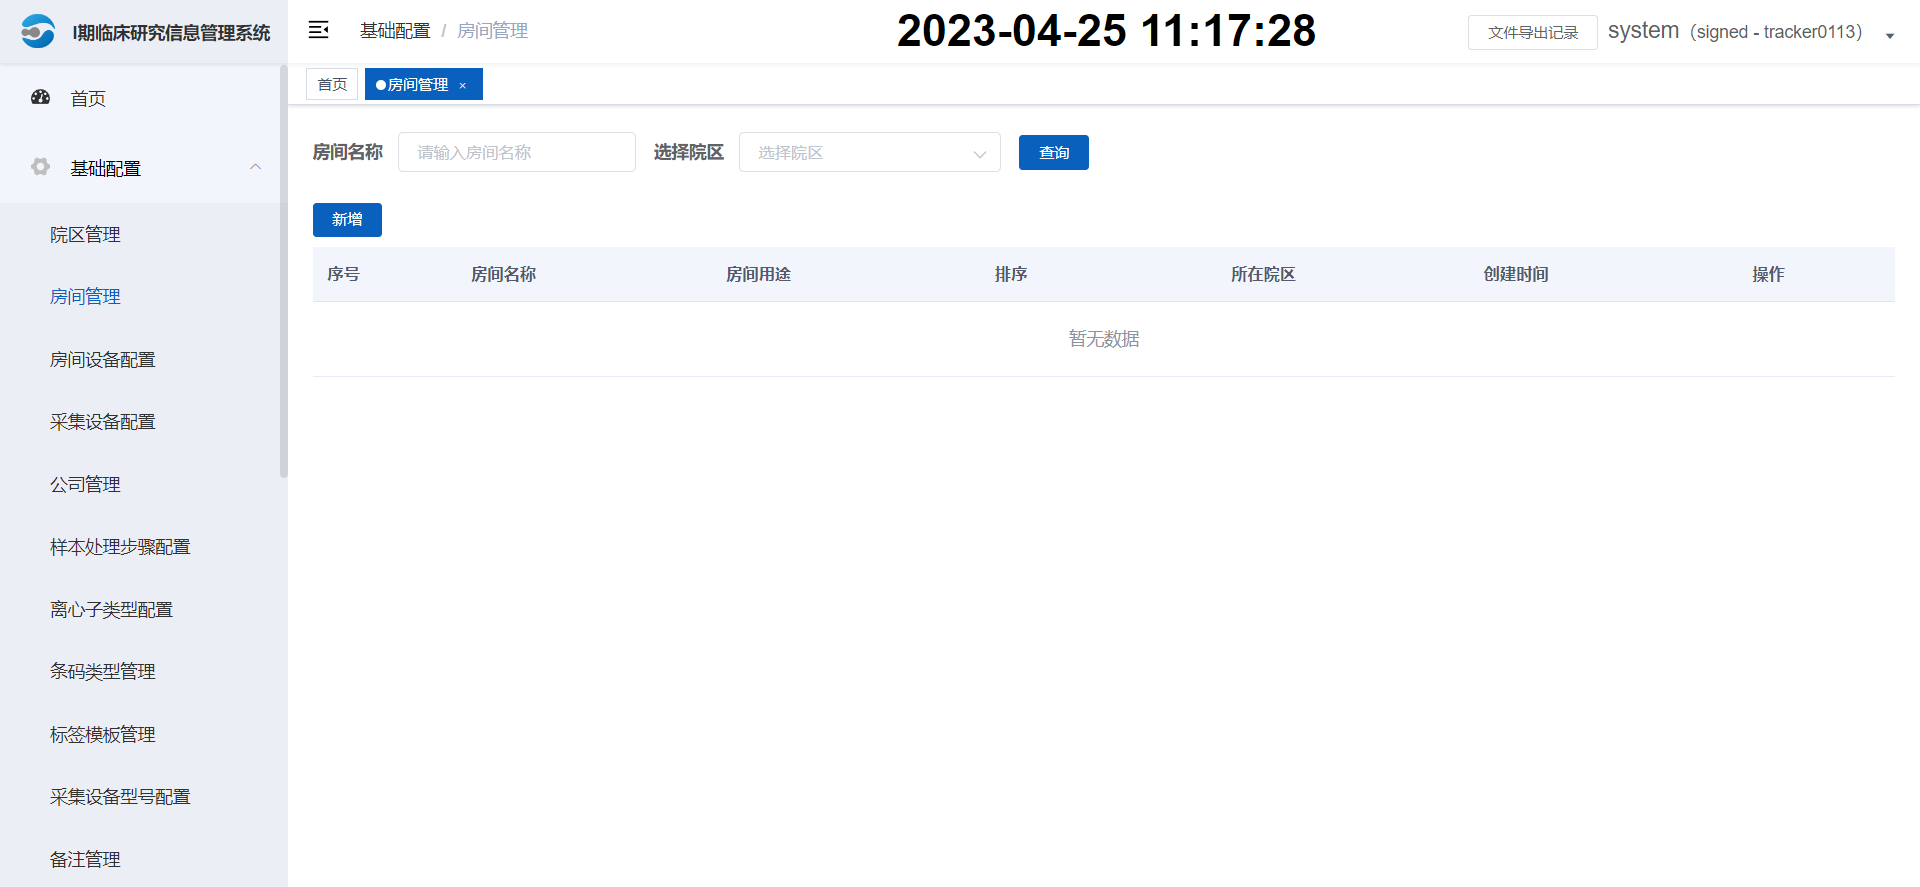 I期临床研究信息管理系统
基础配置 / 房间管理
2023-04-25 11:17:28
文件导出记录
system（signed - tracker0113）
首页
房间管理 ×
首页
基础配置
院区管理
房间管理
房间设备配置
采集设备配置
公司管理
样本处理步骤配置
离心子类型配置
条码类型管理
标签模板管理
采集设备型号配置
备注管理
房间名称 请输入房间名称 选择院区 选择院区 查询
新增
序号 房间名称 房间用途 排序 所在院区 创建时间 操作
暂无数据